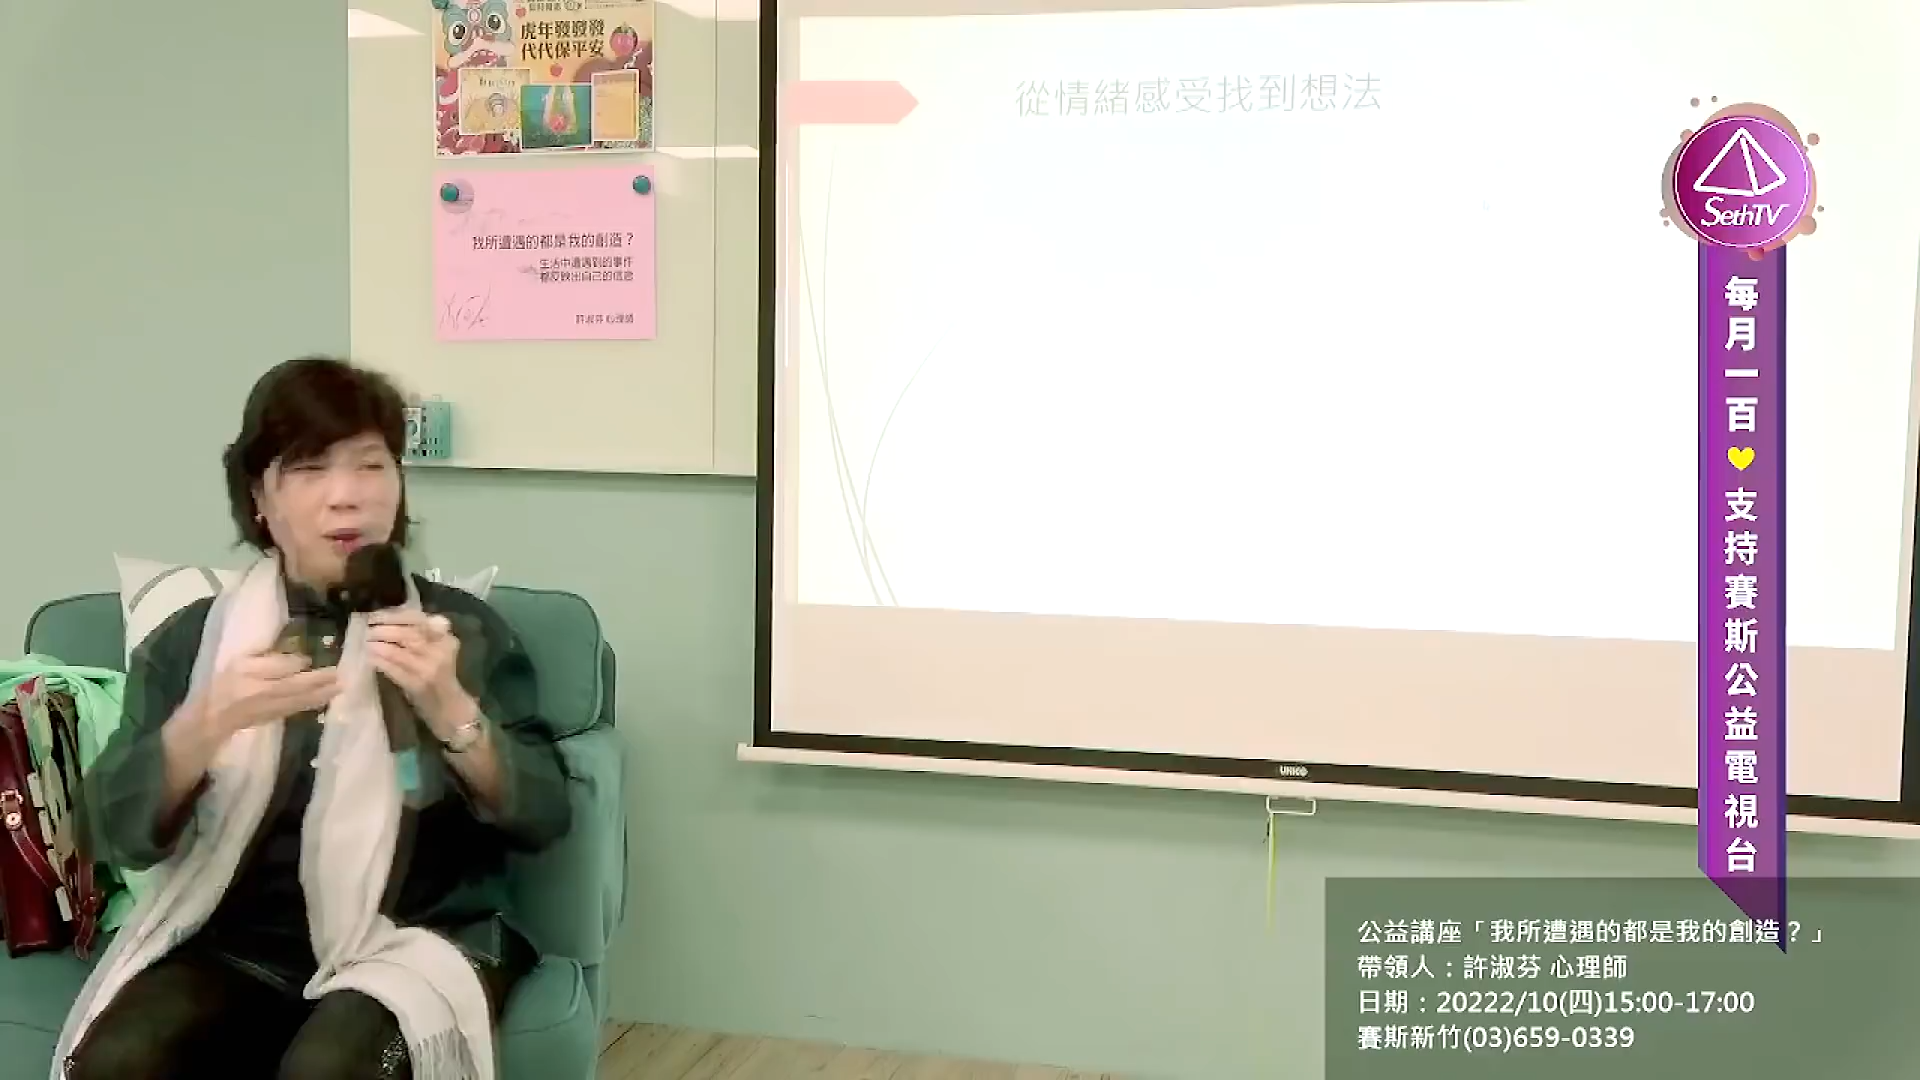 虎年發發發
代代保平安
我所遭遇的都是我的創造？
生活中遭遇到的事件
都反映出自己的信念
許淑芬 心理師
從情緒感受找到想法
SethTV
每月一百💛支持賽斯公益電視台
UNICO
公益講座「我所遭遇的都是我的創造？」
帶領人：許淑芬 心理師
日期：20222/10(四)15:00-17:00
賽斯新竹(03)659-0339